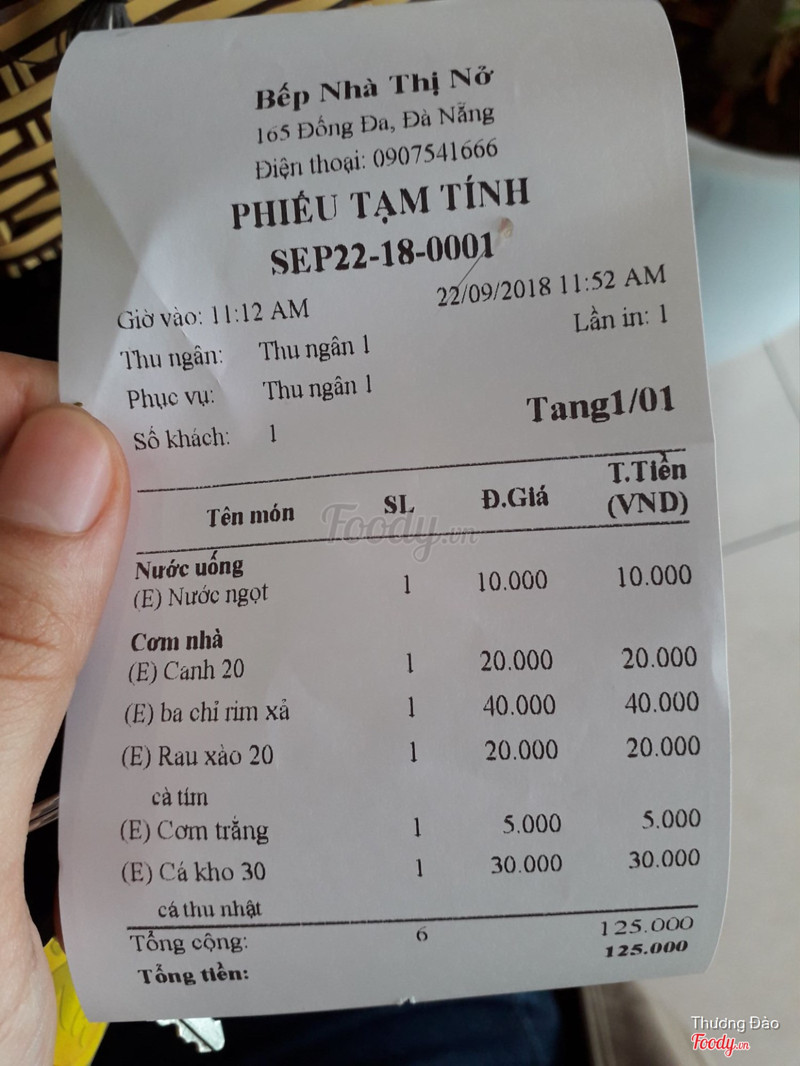 Bếp Nhà Thị Nở
165 Đống Đa, Đà Nẵng
Điện thoại: 0907541666
PHIẾU TẠM TÍNH
SEP22-18-0001
Giờ vào: 11:12 AM 22/09/2018 11:52 AM
Thu ngân: Thu ngân 1 Lần in: 1
Phục vụ: Thu ngân 1
Số khách: 1 Tang1/01
Tên món SL Đ.Giá T.Tiền (VND)
Foody.vn
Nước uống
(E) Nước ngọt 1 10.000 10.000
Cơm nhà
(E) Canh 20 1 20.000 20.000
(E) ba chỉ rim xả 1 40.000 40.000
(E) Rau xào 20 1 20.000 20.000
cà tím
(E) Cơm trắng 1 5.000 5.000
(E) Cá kho 30 1 30.000 30.000
cá thu nhật
Tổng cộng: 6 125.000
Tổng tiền: 125.000
Thương Đào
Foody.vn